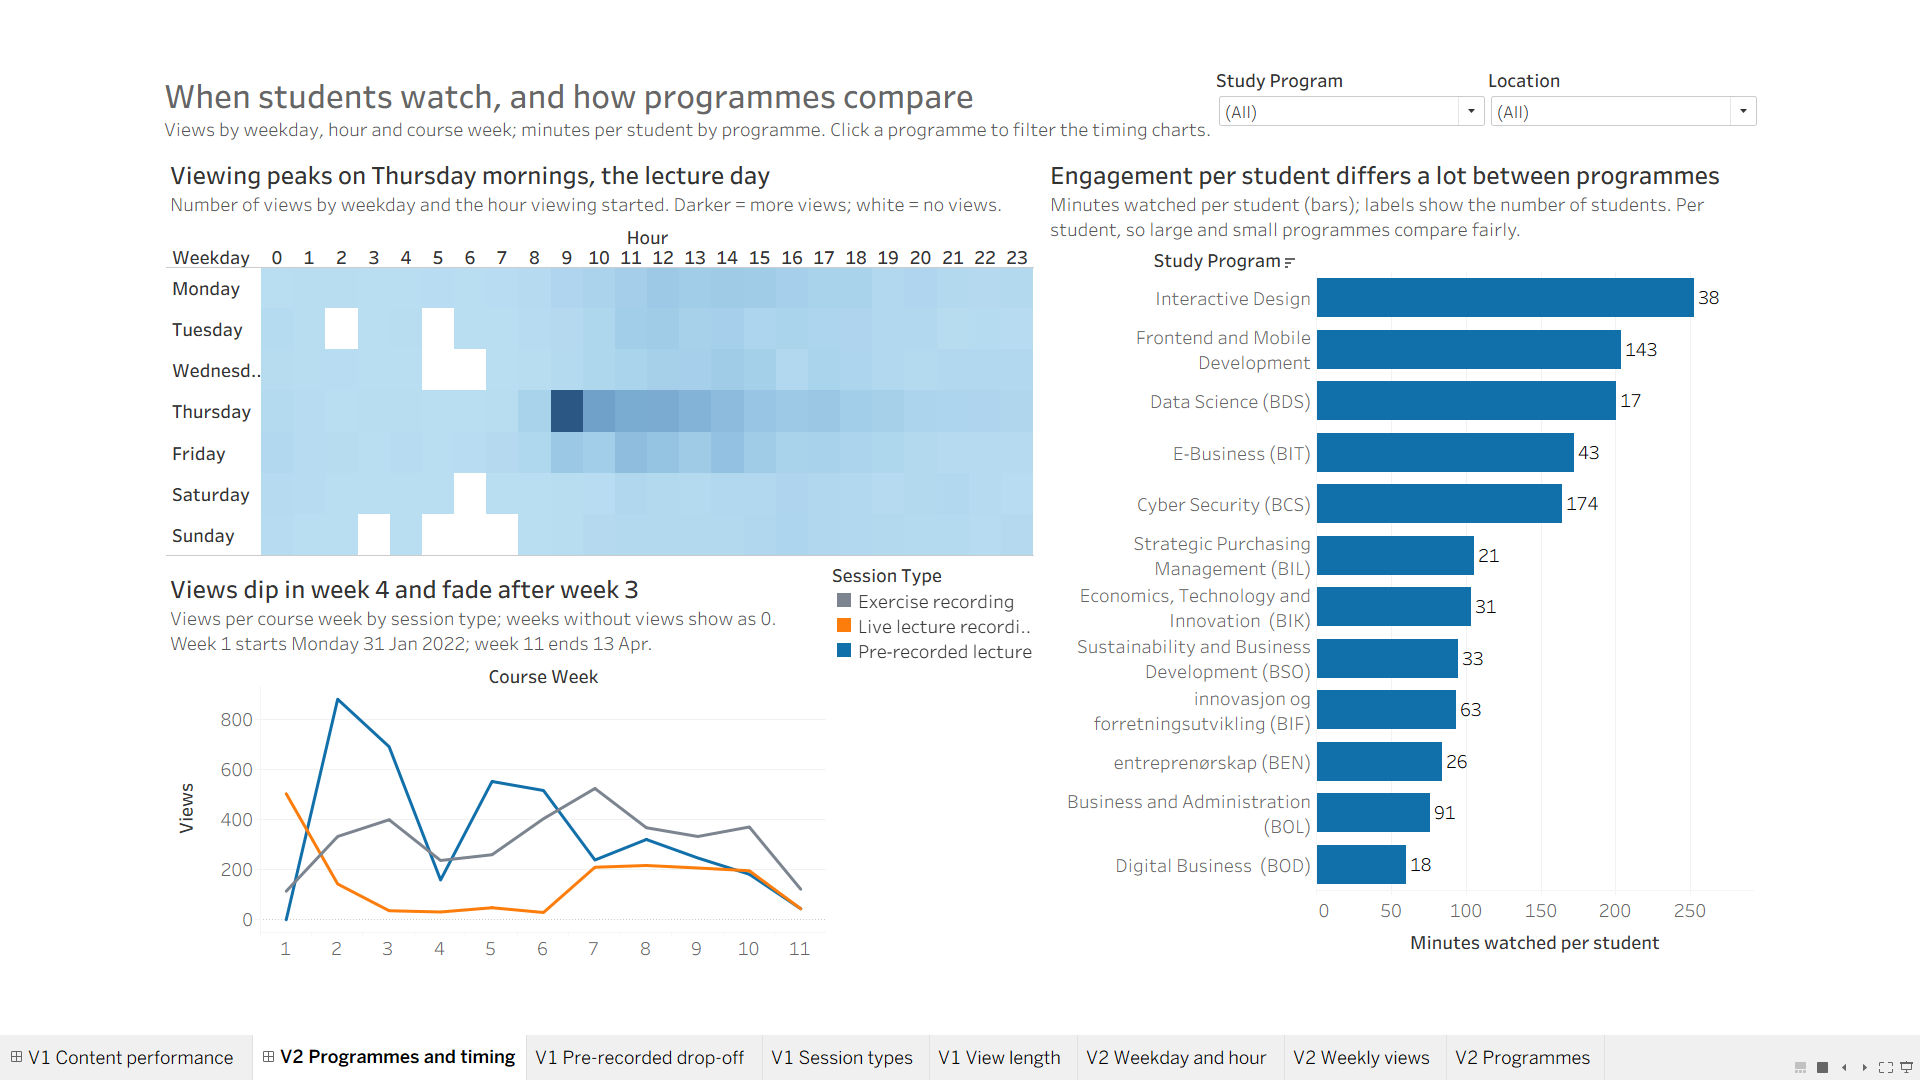 When students watch, and how programmes compare
Views by weekday, hour and course week; minutes per student by programme. Click a programme to filter the timing charts.
Study Program
(All)
Location
(All)
Viewing peaks on Thursday mornings, the lecture day
Number of views by weekday and the hour viewing started. Darker = more views; white = no views.
Hour
Weekday 0 1 2 3 4 5 6 7 8 9 10 11 12 13 14 15 16 17 18 19 20 21 22 23
Monday
Tuesday
Wednesd..
Thursday
Friday
Saturday
Sunday
Views dip in week 4 and fade after week 3
Views per course week by session type; weeks without views show as 0.
Week 1 starts Monday 31 Jan 2022; week 11 ends 13 Apr.
Session Type
Exercise recording
Live lecture recordi..
Pre-recorded lecture
Course Week
Views
800
600
400
200
0
1 2 3 4 5 6 7 8 9 10 11
Engagement per student differs a lot between programmes
Minutes watched per student (bars); labels show the number of students. Per
student, so large and small programmes compare fairly.
Study Program
Interactive Design 38
Frontend and Mobile
Development 143
Data Science (BDS) 17
E-Business (BIT) 43
Cyber Security (BCS) 174
Strategic Purchasing
Management (BIL) 21
Economics, Technology and
Innovation (BIK) 31
Sustainability and Business
Development (BSO) 33
innovasjon og
forretningsutvikling (BIF) 63
entreprenørskap (BEN) 26
Business and Administration
(BOL) 91
Digital Business (BOD) 18
0 50 100 150 200 250
Minutes watched per student
V1 Content performance
V2 Programmes and timing
V1 Pre-recorded drop-off
V1 Session types
V1 View length
V2 Weekday and hour
V2 Weekly views
V2 Programmes